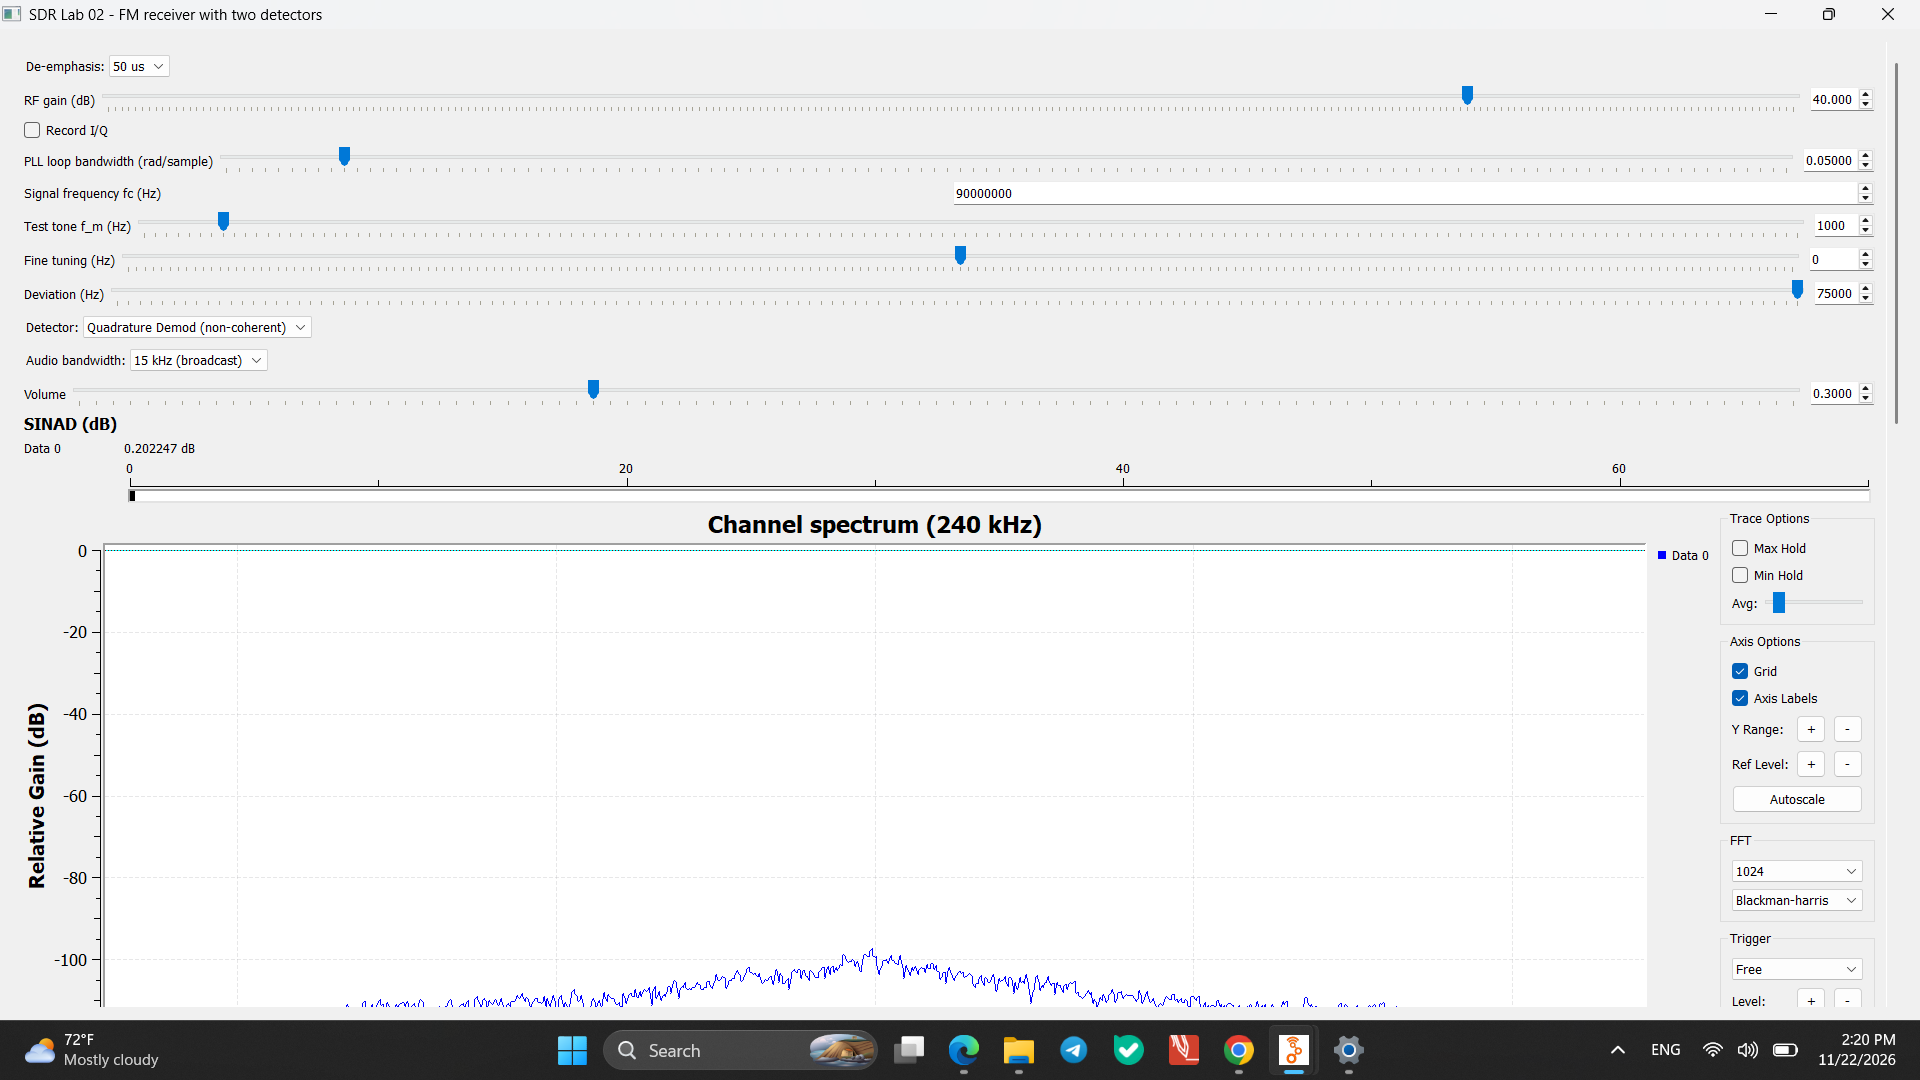 SDR Lab 02 - FM receiver with two detectors
De-emphasis: 50 us
RF gain (dB) 40.000
Record I/Q
PLL loop bandwidth (rad/sample) 0.05000
Signal frequency fc (Hz) 90000000
Test tone f_m (Hz) 1000
Fine tuning (Hz) 0
Deviation (Hz) 75000
Detector: Quadrature Demod (non-coherent)
Audio bandwidth: 15 kHz (broadcast)
Volume 0.3000
SINAD (dB)
Data 0 0.202247 dB
0 20 40 60
Channel spectrum (240 kHz)
Relative Gain (dB)
0
-20
-40
-60
-80
-100
Data 0
Trace Options
Max Hold
Min Hold
Avg:
Axis Options
Grid
Axis Labels
Y Range: + -
Ref Level: + -
Autoscale
FFT
1024
Blackman-harris
Trigger
Free
Level: + -
72°F
Mostly cloudy
Search
ENG
2:20 PM
11/22/2026